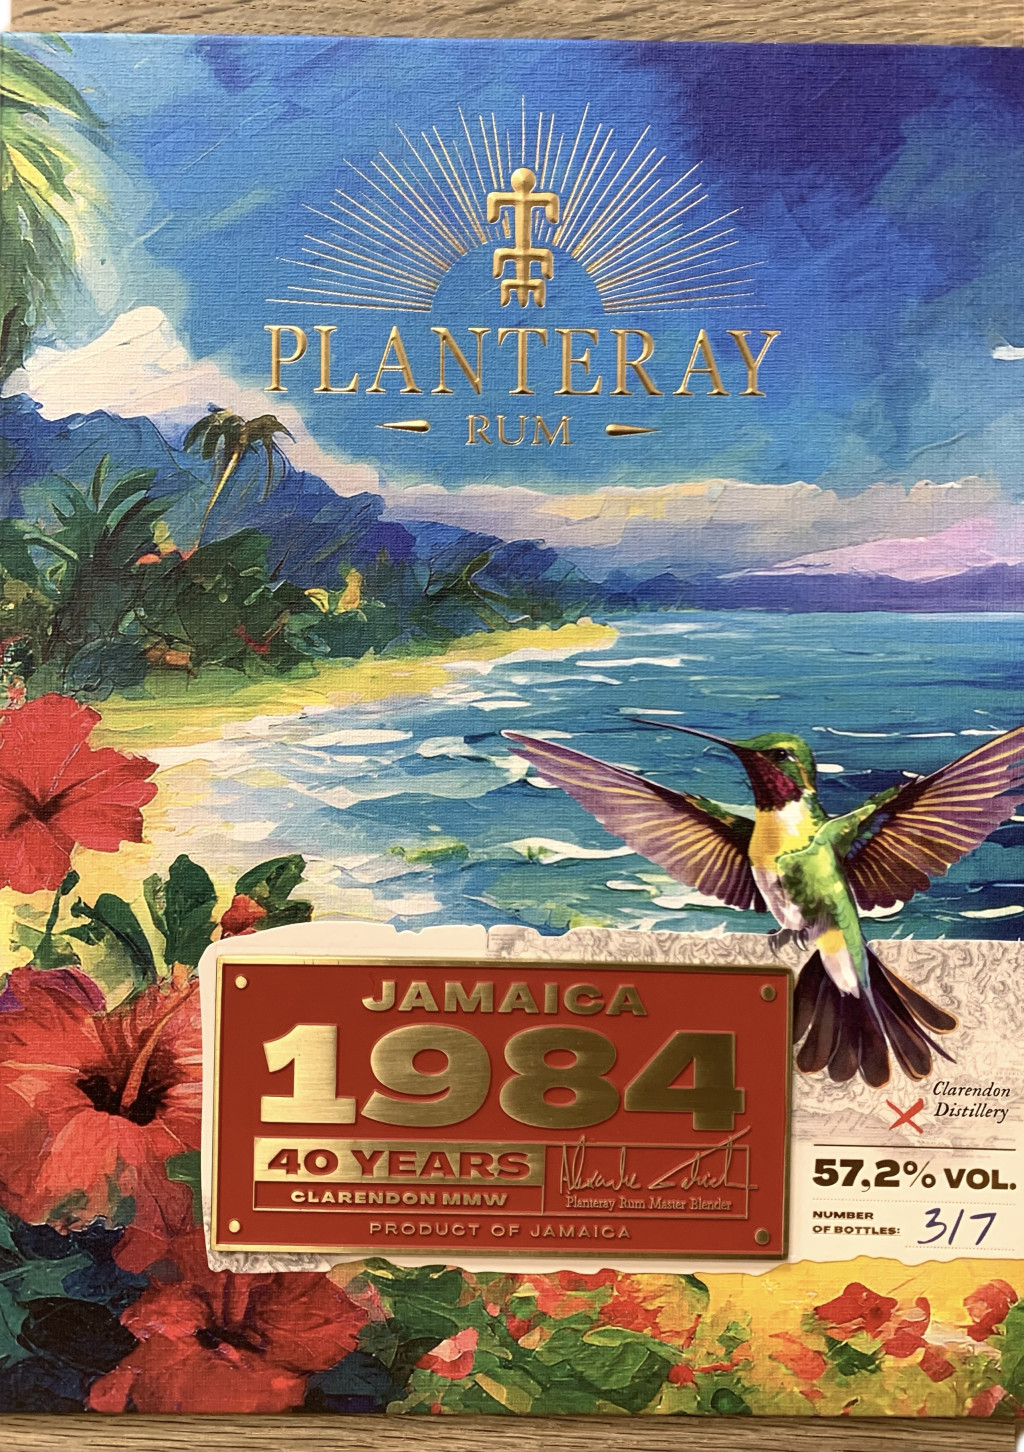 PLANTERAY
RUM
JAMAICA
1984
40 YEARS
CLARENDON MMW
Planteray Rum Master Blender
PRODUCT OF JAMAICA
Clarendon
Distillery
57,2% VOL.
NUMBER
OF BOTTLES: 317